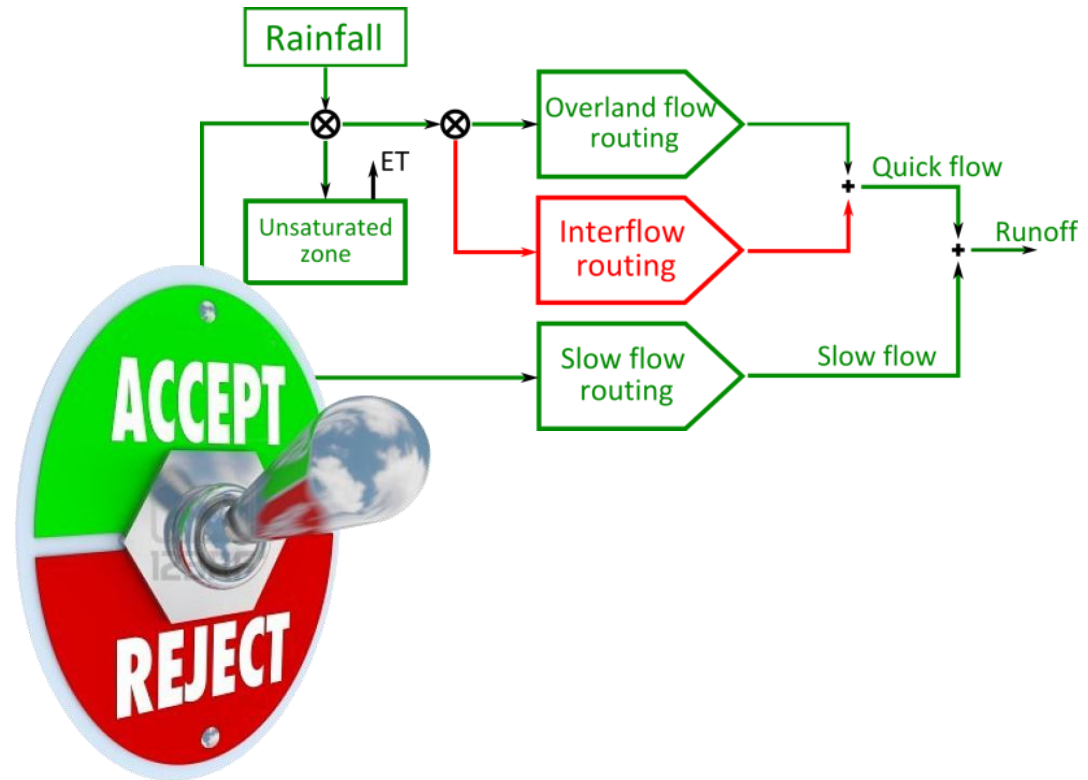 Rainfall
Overland flow
routing
ET
Quick flow
Unsaturated
zone
Interflow
routing
Runoff
Slow flow
routing
Slow flow
ACCEPT
REJECT